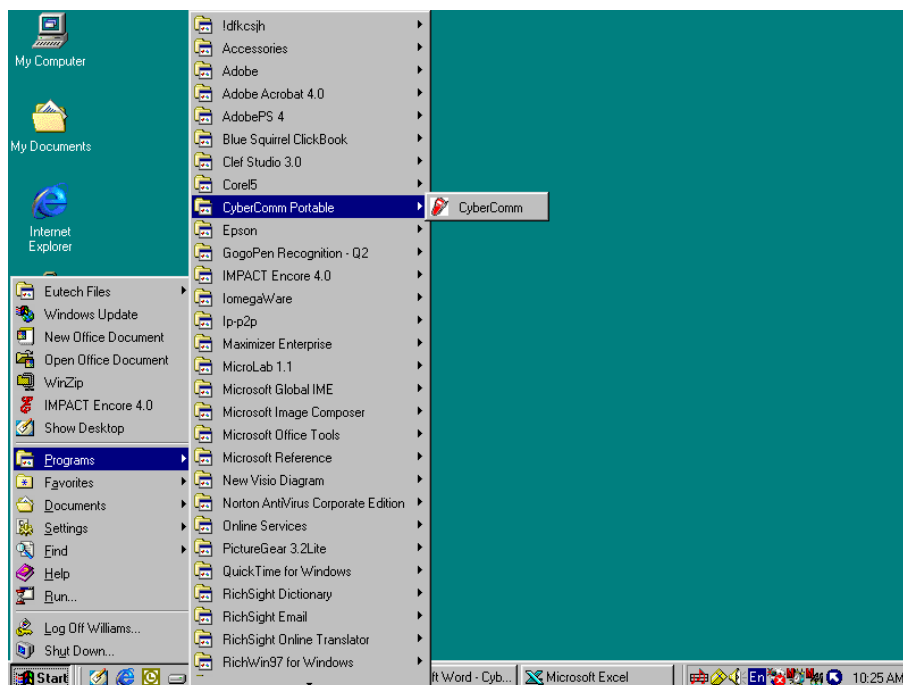 My Computer
My Documents
Internet
Explorer
Eutech Files
Windows Update
New Office Document
Open Office Document
WinZip
IMPACT Encore 4.0
Show Desktop
Programs
Favorites
Documents
Settings
Find
Help
Run...
Log Off Williams...
Shut Down...
!dfkcsjh
Accessories
Adobe
Adobe Acrobat 4.0
AdobePS 4
Blue Squirrel ClickBook
Clef Studio 3.0
Corel5
CyberComm Portable
Epson
GogoPen Recognition - Q2
IMPACT Encore 4.0
IomegaWare
Ip-p2p
Maximizer Enterprise
MicroLab 1.1
Microsoft Global IME
Microsoft Image Composer
Microsoft Office Tools
Microsoft Reference
New Visio Diagram
Norton AntiVirus Corporate Edition
Online Services
PictureGear 3.2Lite
QuickTime for Windows
RichSight Dictionary
RichSight Email
RichSight Online Translator
RichWin97 for Windows
CyberComm
Start
ft Word - Cyb...
Microsoft Excel
En
10:25 AM